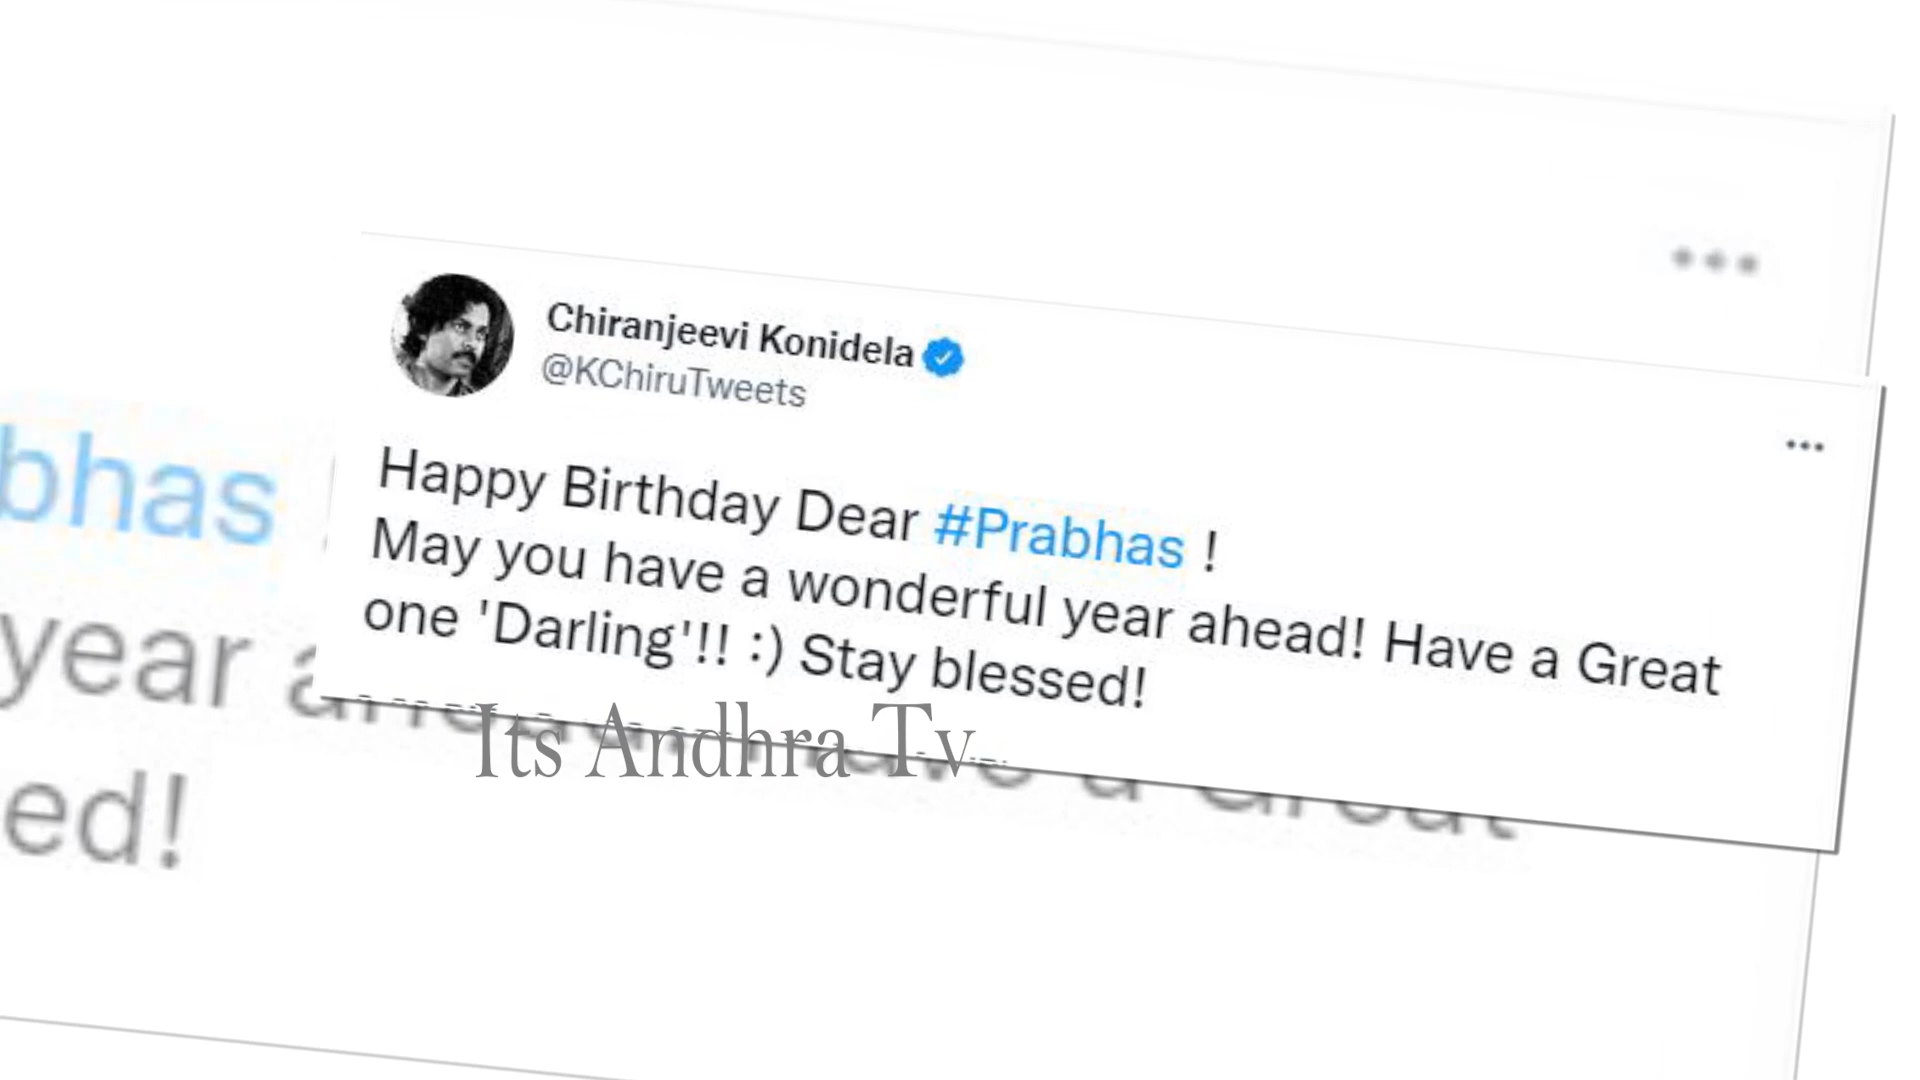 Chiranjeevi Konidela
@KChiruTweets
Happy Birthday Dear #Prabhas !
May you have a wonderful year ahead! Have a Great
one 'Darling'!! :) Stay blessed!
Its Andhra Tv
bhas
year a
ed!